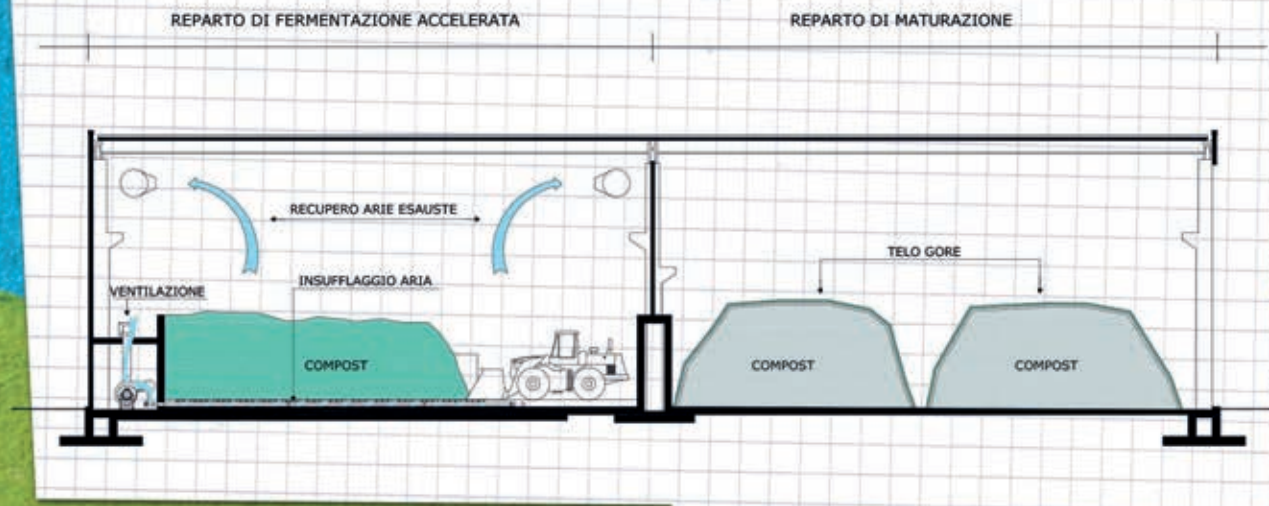 REPARTO DI FERMENTAZIONE ACCELERATA
REPARTO DI MATURAZIONE
RECUPERO ARIE ESAUSTE
TELO GORE
INSUFFLAGGIO ARIA
VENTILAZIONE
COMPOST
COMPOST
COMPOST